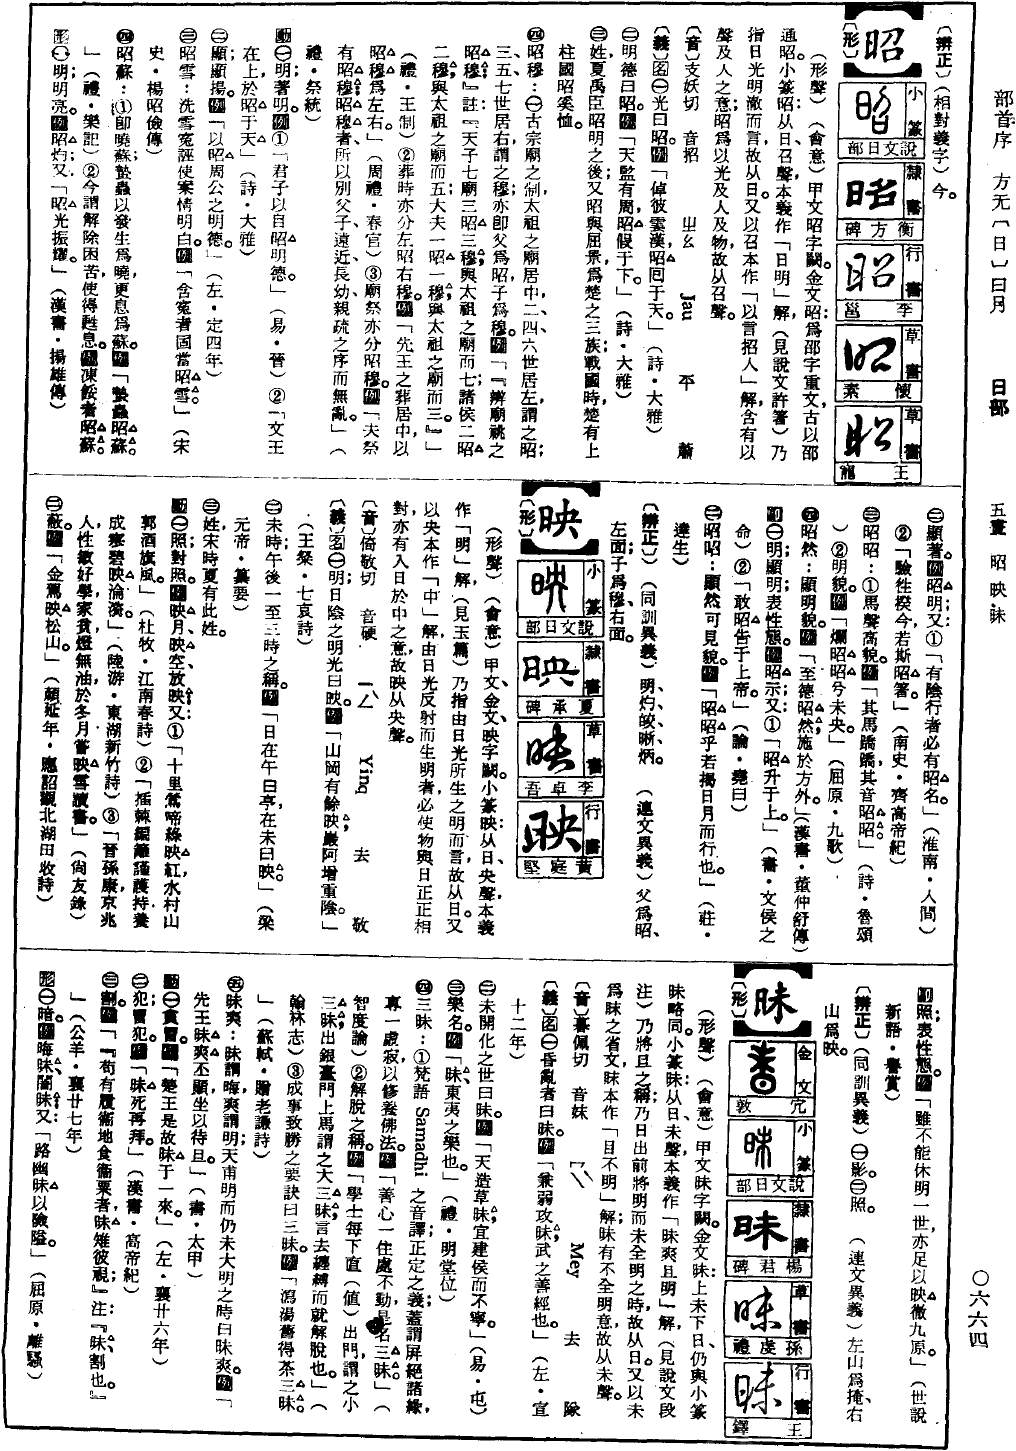 部首序 方无〔日〕曰月 日部 五畫 昭映昧
〇六六四
〔辨正〕(相對義字)今。
昭
〔形〕
小篆 說文日部
隸書 衡方碑
行書 李邕
草書 懷素
草書 王
(形聲)(會意)甲文昭字闕。金文昭爲邵字重文古以邵
通昭小篆昭从日、召聲、本義作「日明」解(見說文許箸)乃
指日光明澈而言、故从日。又以召本作「以言招人」解、含有以
聲及人之意、昭爲以光及人及物、故从召聲。
〔音〕支妖切 音招 ㄓㄠ Jau 平 蕭
〔義〕名㊀光曰昭。例「倬彼雲漢昭回于天。」(詩・大雅)
㊁明德曰昭。例「天監有周、昭假于下。」(詩・大雅)
㊂姓、夏禹臣昭明之後、又昭與屈景爲楚之三族、戰國時楚有上
柱國昭奚恤。
㊃昭穆:㊀古宗廟之制、太祖之廟居中、二四六世居左、謂之昭;
三五七世居右、謂之穆;亦卽父爲昭、子爲穆。例「『辨廟祧之
昭穆。』註『天子七廟、三昭三穆、與太祖之廟而七;諸侯二昭
二穆、與太祖之廟而五;大夫一昭一穆、與太祖之廟而三。』」
(禮・王制)②葬時亦分左昭右穆。例「先王之葬居中、以
昭穆爲左右。」(周禮・春官)③廟祭亦分昭穆。例「夫祭
有昭穆、昭穆者、所以別父子、遠近、長幼、親疏之序而無亂。」(
禮・祭統)
動㊀明著明。例①「君子以自昭明德。」(易・晉)②「文王
在上、於昭于天」(詩・大雅)
㊁顯;顯揚。例「以昭周公之明德。」(左・定四年)
㊂昭雪:洗雪冤誣使案情明白。例「含冤者固當昭雪」(宋
史・楊昭儉傳)
㊃昭蘇:①卽曉蘇、蟄蟲以發生爲曉、更息爲蘇。例「蟄蟲昭蘇。
」(禮・樂記)②今謂解除困苦、使得甦息。例凍餒者昭蘇。
形㊀明;明亮。例昭灼。又「昭光振燿。」(漢書・揚雄傳)
㊁顯著。例昭明。又①「有陰行者必有昭名」(淮南・人間)
②「驗性模今、若斯昭箸。」(南史・齊高帝紀)
㊂昭昭:①馬聲高貌。例「其馬蹻蹻、其音昭昭。」(詩・魯頌
)②明貌。例「爛昭昭兮未央。」(屈原・九歌)
㊃昭然:顯明貌。例「至德昭然、施於方外。」(漢書・董仲舒傳)
副㊀明、顯明、表性態。例昭示。又①「昭升于上。」(書・文侯之
命)②「敢昭告于上帝。」(論・堯曰)
㊁昭昭:顯然可見貌。例「昭昭乎若揭日月而行也。」(莊・
達生)
〔辨正〕(同訓異義)明、灼、皎、晰、炳。(連文異義)父爲昭、
左面;子爲穆、右面。
映
〔形〕
小篆 說文日部
隸書 夏承碑
草書 李卓吾
行書 黃庭堅
(形聲)(會意)甲文、金文、映字闕。小篆映从日、央聲、本義
作「明」解(見玉篇)乃指由日光所生之明而言、故从日。又
以央本作「中」解、由日光反射而生明者必使物與日正正相
對、亦有入日於中之意、故映从央聲。
〔音〕倚敬切 音硬 ㄧㄥ Ying 去 敬
〔義〕名㊀明;日陰之明光曰映。例「山岡有餘映、巖阿增重陰。」
(王粲・七哀詩)
㊁未時;午後一至三時之稱。例「日在午曰亭、在未曰映」(梁
元帝・纂要)
㊂姓、宋時夏有此姓。
動㊀照;對照。例映月、映空、放映。又①「十里鶯啼綠映紅、水村山
郭酒旗風。」(杜牧・江南春詩)②「插棘編籬謹護持、養
成寒碧映淪漪。」(陸游・東湖新竹詩)③「晉孫康、京兆
人、性敏好學、家貧燈無油、於冬月嘗映雪讀書。」(尙友錄)
㊁蔽。例「金駕映松山。」(顏延年・應詔觀北湖田收詩)
副照;表性態。例「雖不能休明一世、亦足以映徹九原。」(世說
新語・譽賞)
〔辨正〕(同訓異義)㊀影㊁照。(連文異義)左山爲掩、右
山爲映。
昧
〔形〕
金文 尤敦
小篆 說文日部
隸書 楊君碑
草書 孫虔禮
行書 王鐸
(形聲)(會意)甲文昧字闕。金文昧:上未下日、仍與小篆
昧略同。小篆昧从日、未聲、本義作「昧爽、且明」解(見說文段
注)乃將旦之稱;乃日出前將明而未全明之時、故从日。又以未
爲昧之省文、昧本作「目不明」解、昧有不全明意、故从未聲。
〔音〕暮佩切 音妹 ㄇㄟ Mey 去 隊
〔義〕名㊀昏亂者曰昧。例「兼弱攻昧、武之善經也。」(左・宣
十二年)
㊁未開化之世曰昧。例「天造草昧、宜建侯而不寧」(易・屯)
㊂樂名。例「昧、東夷之樂也。」(禮・明堂位)
㊃三昧:①梵語 Samadhi 之音譯;正定之義;蓋謂屛絕諸緣、
專一虛寂、以修養佛法。例「善心一住處不動、是名三昧。」(
智度論)②解脫之稱。例「學士每下直(値)出門謂之小
三昧、出銀臺門上馬謂之大三昧、言去纏縛而就解脫也。」(
翰林志)③成事致勝之要訣曰三昧。例「瀉湯舊得茶三昧。
」(蘇軾・贈老謙詩)
㊄昧爽:昧謂晦、爽謂明;天甫明而仍未大明之時曰昧爽。例「
先王昧爽丕顯、坐以待旦。」(書・太甲)
動㊀貪冒。例「楚王是故昧于一來。」(左・襄廿六年)
㊁犯冒犯。例「昧死再拜。」(漢書・高帝紀)
㊂割。例「『苟有履衞地食衞粟者、昧雉彼視。』注:『昧、割也。』
」(公羊・襄廿七年)
形㊀暗。例晦昧、闇昧。又「路幽昧以險隘。」(屈原・離騷)